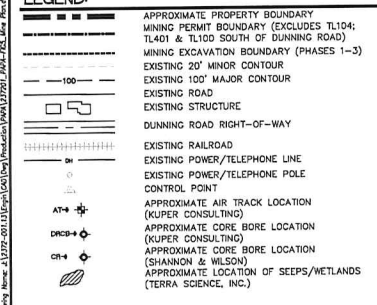 LEGEND:
APPROXIMATE PROPERTY BOUNDARY
MINING PERMIT BOUNDARY (EXCLUDES TL104;
TL401 & TL100 SOUTH OF DUNNING ROAD)
MINING EXCAVATION BOUNDARY (PHASES 1-3)
EXISTING 20' MINOR CONTOUR
100 EXISTING 100' MAJOR CONTOUR
EXISTING ROAD
EXISTING STRUCTURE
DUNNING ROAD RIGHT-OF-WAY
EXISTING RAILROAD
OH EXISTING POWER/TELEPHONE LINE
EXISTING POWER/TELEPHONE POLE
CONTROL POINT
AT-# APPROXIMATE AIR TRACK LOCATION
(KUPER CONSULTING)
DRCB-# APPROXIMATE CORE BORE LOCATION
(KUPER CONSULTING)
CR-# APPROXIMATE CORE BORE LOCATION
(SHANNON & WILSON)
APPROXIMATE LOCATION OF SEEPS/WETLANDS
(TERRA SCIENCE, INC.)